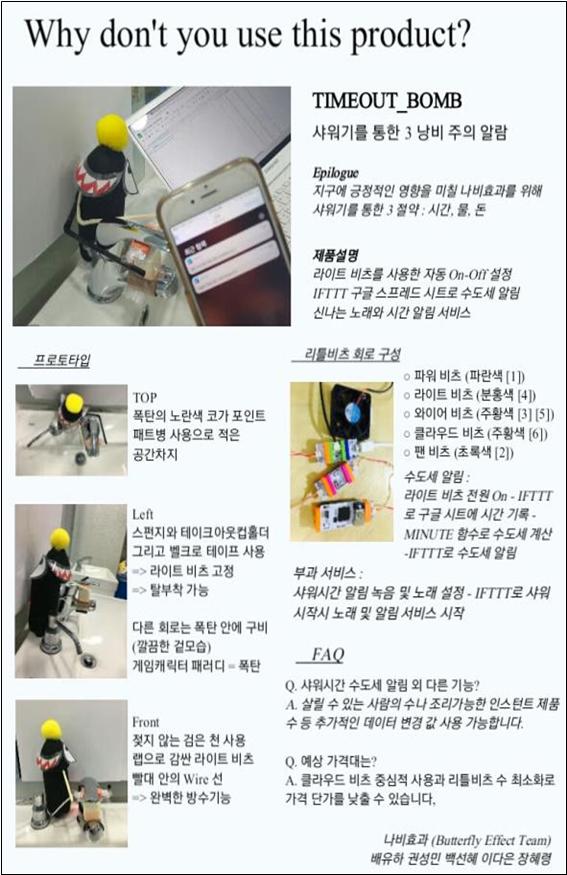 Why don't you use this product?
TIMEOUT_BOMB
샤워기를 통한 3 낭비 주의 알람
Epilogue
지구에 긍정적인 영향을 미칠 나비효과를 위해
샤워기를 통한 3 절약 : 시간, 물, 돈
제품설명
라이트 비츠를 사용한 자동 On-Off 설정
IFTTT 구글 스프레드 시트로 수도세 알림
신나는 노래와 시간 알림 서비스
프로토타입
TOP
폭탄의 노란색 코가 포인트
패트병 사용으로 적은
공간차지
Left
스펀지와 테이크아웃컵홀더
그리고 벨크로 테이프 사용
=> 라이트 비츠 고정
=> 탈부착 가능
다른 회로는 폭탄 안에 구비
(깔끔한 겉모습)
게임캐릭터 패러디 = 폭탄
Front
젖지 않는 검은 천 사용
랩으로 감싼 라이트 비츠
빨대 안의 Wire 선
=> 완벽한 방수기능
리틀비츠 회로 구성
○ 파워 비츠 (파란색 [1])
○ 라이트 비츠 (분홍색 [4])
○ 와이어 비츠 (주황색 [3] [5])
○ 클라우드 비츠 (주황색 [6])
○ 팬 비츠 (초록색 [2])
수도세 알림 :
라이트 비츠 전원 On - IFTTT
로 구글 시트에 시간 기록 -
MINUTE 함수로 수도세 계산
-IFTTT로 수도세 알림
부과 서비스 :
샤워시간 알림 녹음 및 노래 설정 - IFTTT로 샤워
시작시 노래 및 알림 서비스 시작
FAQ
Q. 샤워시간 수도세 알림 외 다른 기능?
A. 살릴 수 있는 사람의 수나 조리가능한 인스턴트 제품
수 등 추가적인 데이터 변경 값 사용 가능합니다.
Q. 예상 가격대는?
A. 클라우드 비츠 중심적 사용과 리틀비츠 수 최소화로
가격 단가를 낮출 수 있습니다,
나비효과 (Butterfly Effect Team)
배유하 권성민 백선혜 이다은 장혜령